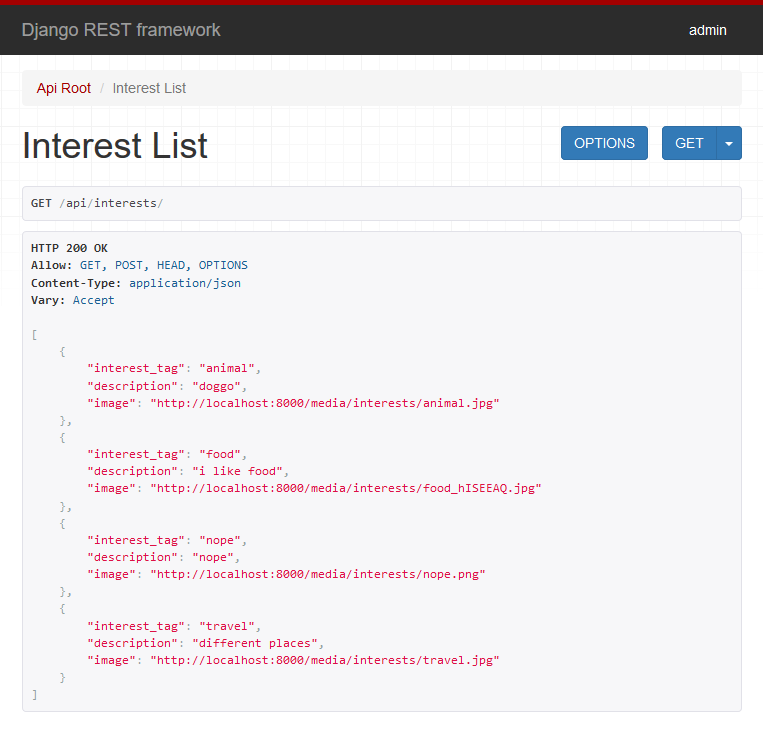 Django REST framework admin
Api Root / Interest List
Interest List OPTIONS GET
GET /api/interests/
HTTP 200 OK
Allow: GET, POST, HEAD, OPTIONS
Content-Type: application/json
Vary: Accept
[
    {
        "interest_tag": "animal",
        "description": "doggo",
        "image": "http://localhost:8000/media/interests/animal.jpg"
    },
    {
        "interest_tag": "food",
        "description": "i like food",
        "image": "http://localhost:8000/media/interests/food_hISEEAQ.jpg"
    },
    {
        "interest_tag": "nope",
        "description": "nope",
        "image": "http://localhost:8000/media/interests/nope.png"
    },
    {
        "interest_tag": "travel",
        "description": "different places",
        "image": "http://localhost:8000/media/interests/travel.jpg"
    }
]